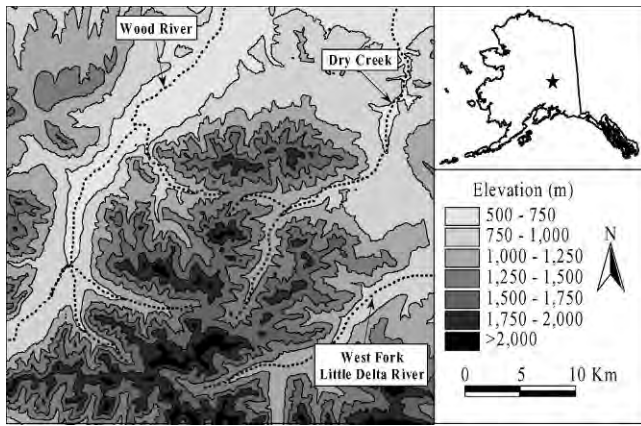 Wood River
Dry Creek
West Fork
Little Delta River
Elevation (m)
500 - 750
750 - 1,000
1,000 - 1,250
1,250 - 1,500
1,500 - 1,750
1,750 - 2,000
>2,000
N
0 5 10 Km